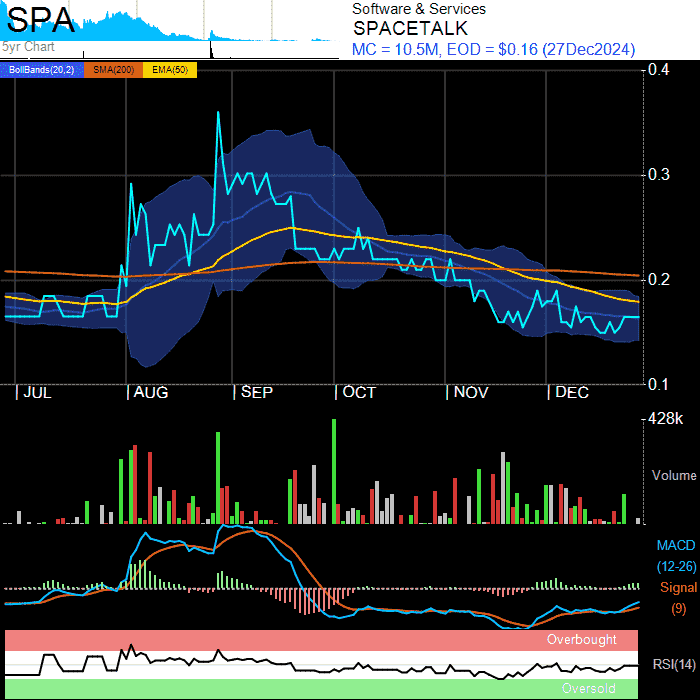 SPA
Software & Services
SPACETALK
5yr Chart
MC = 10.5M, EOD = $0.16 (27Dec2024)
BollBands(20,2) SMA(200) EMA(50)
0.4
0.3
0.2
0.1
JUL AUG SEP OCT NOV DEC
428k
Volume
MACD
(12-26)
Signal
(9)
Overbought
RSI(14)
Oversold